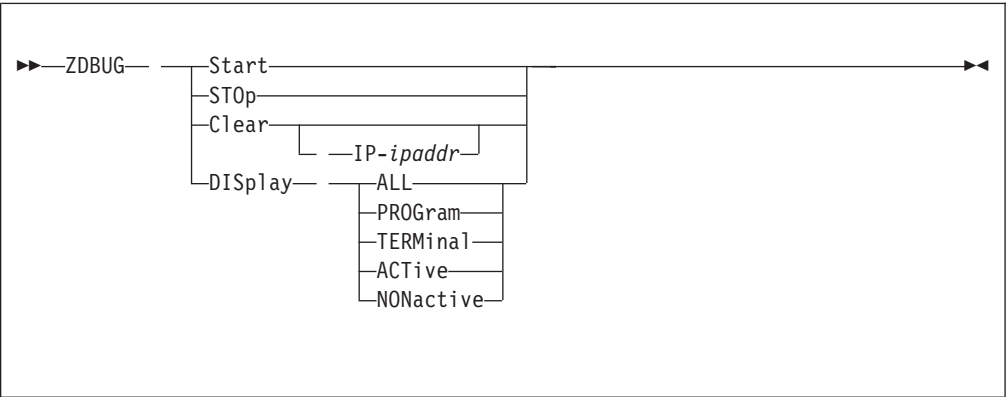 ZDBUG Start
STOp
Clear
IP-ipaddr
DISplay ALL
PROGram
TERMinal
ACTive
NONactive